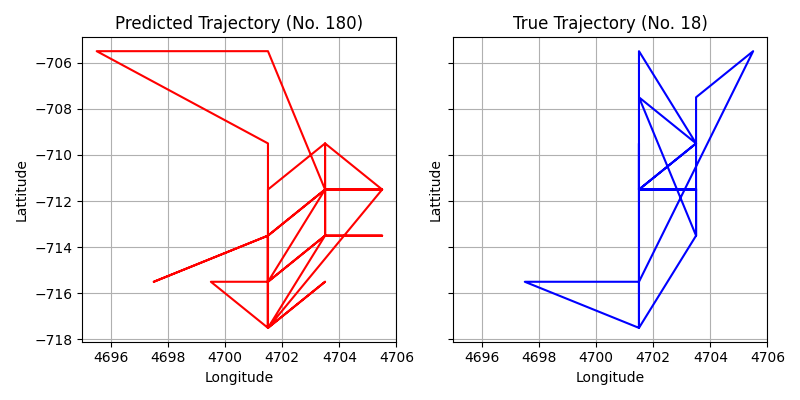 Predicted Trajectory (No. 180)
True Trajectory (No. 18)
−706
−708
−710
−712
−714
−716
−718
Lattitude
Lattitude
4696 4698 4700 4702 4704 4706
4696 4698 4700 4702 4704 4706
Longitude
Longitude